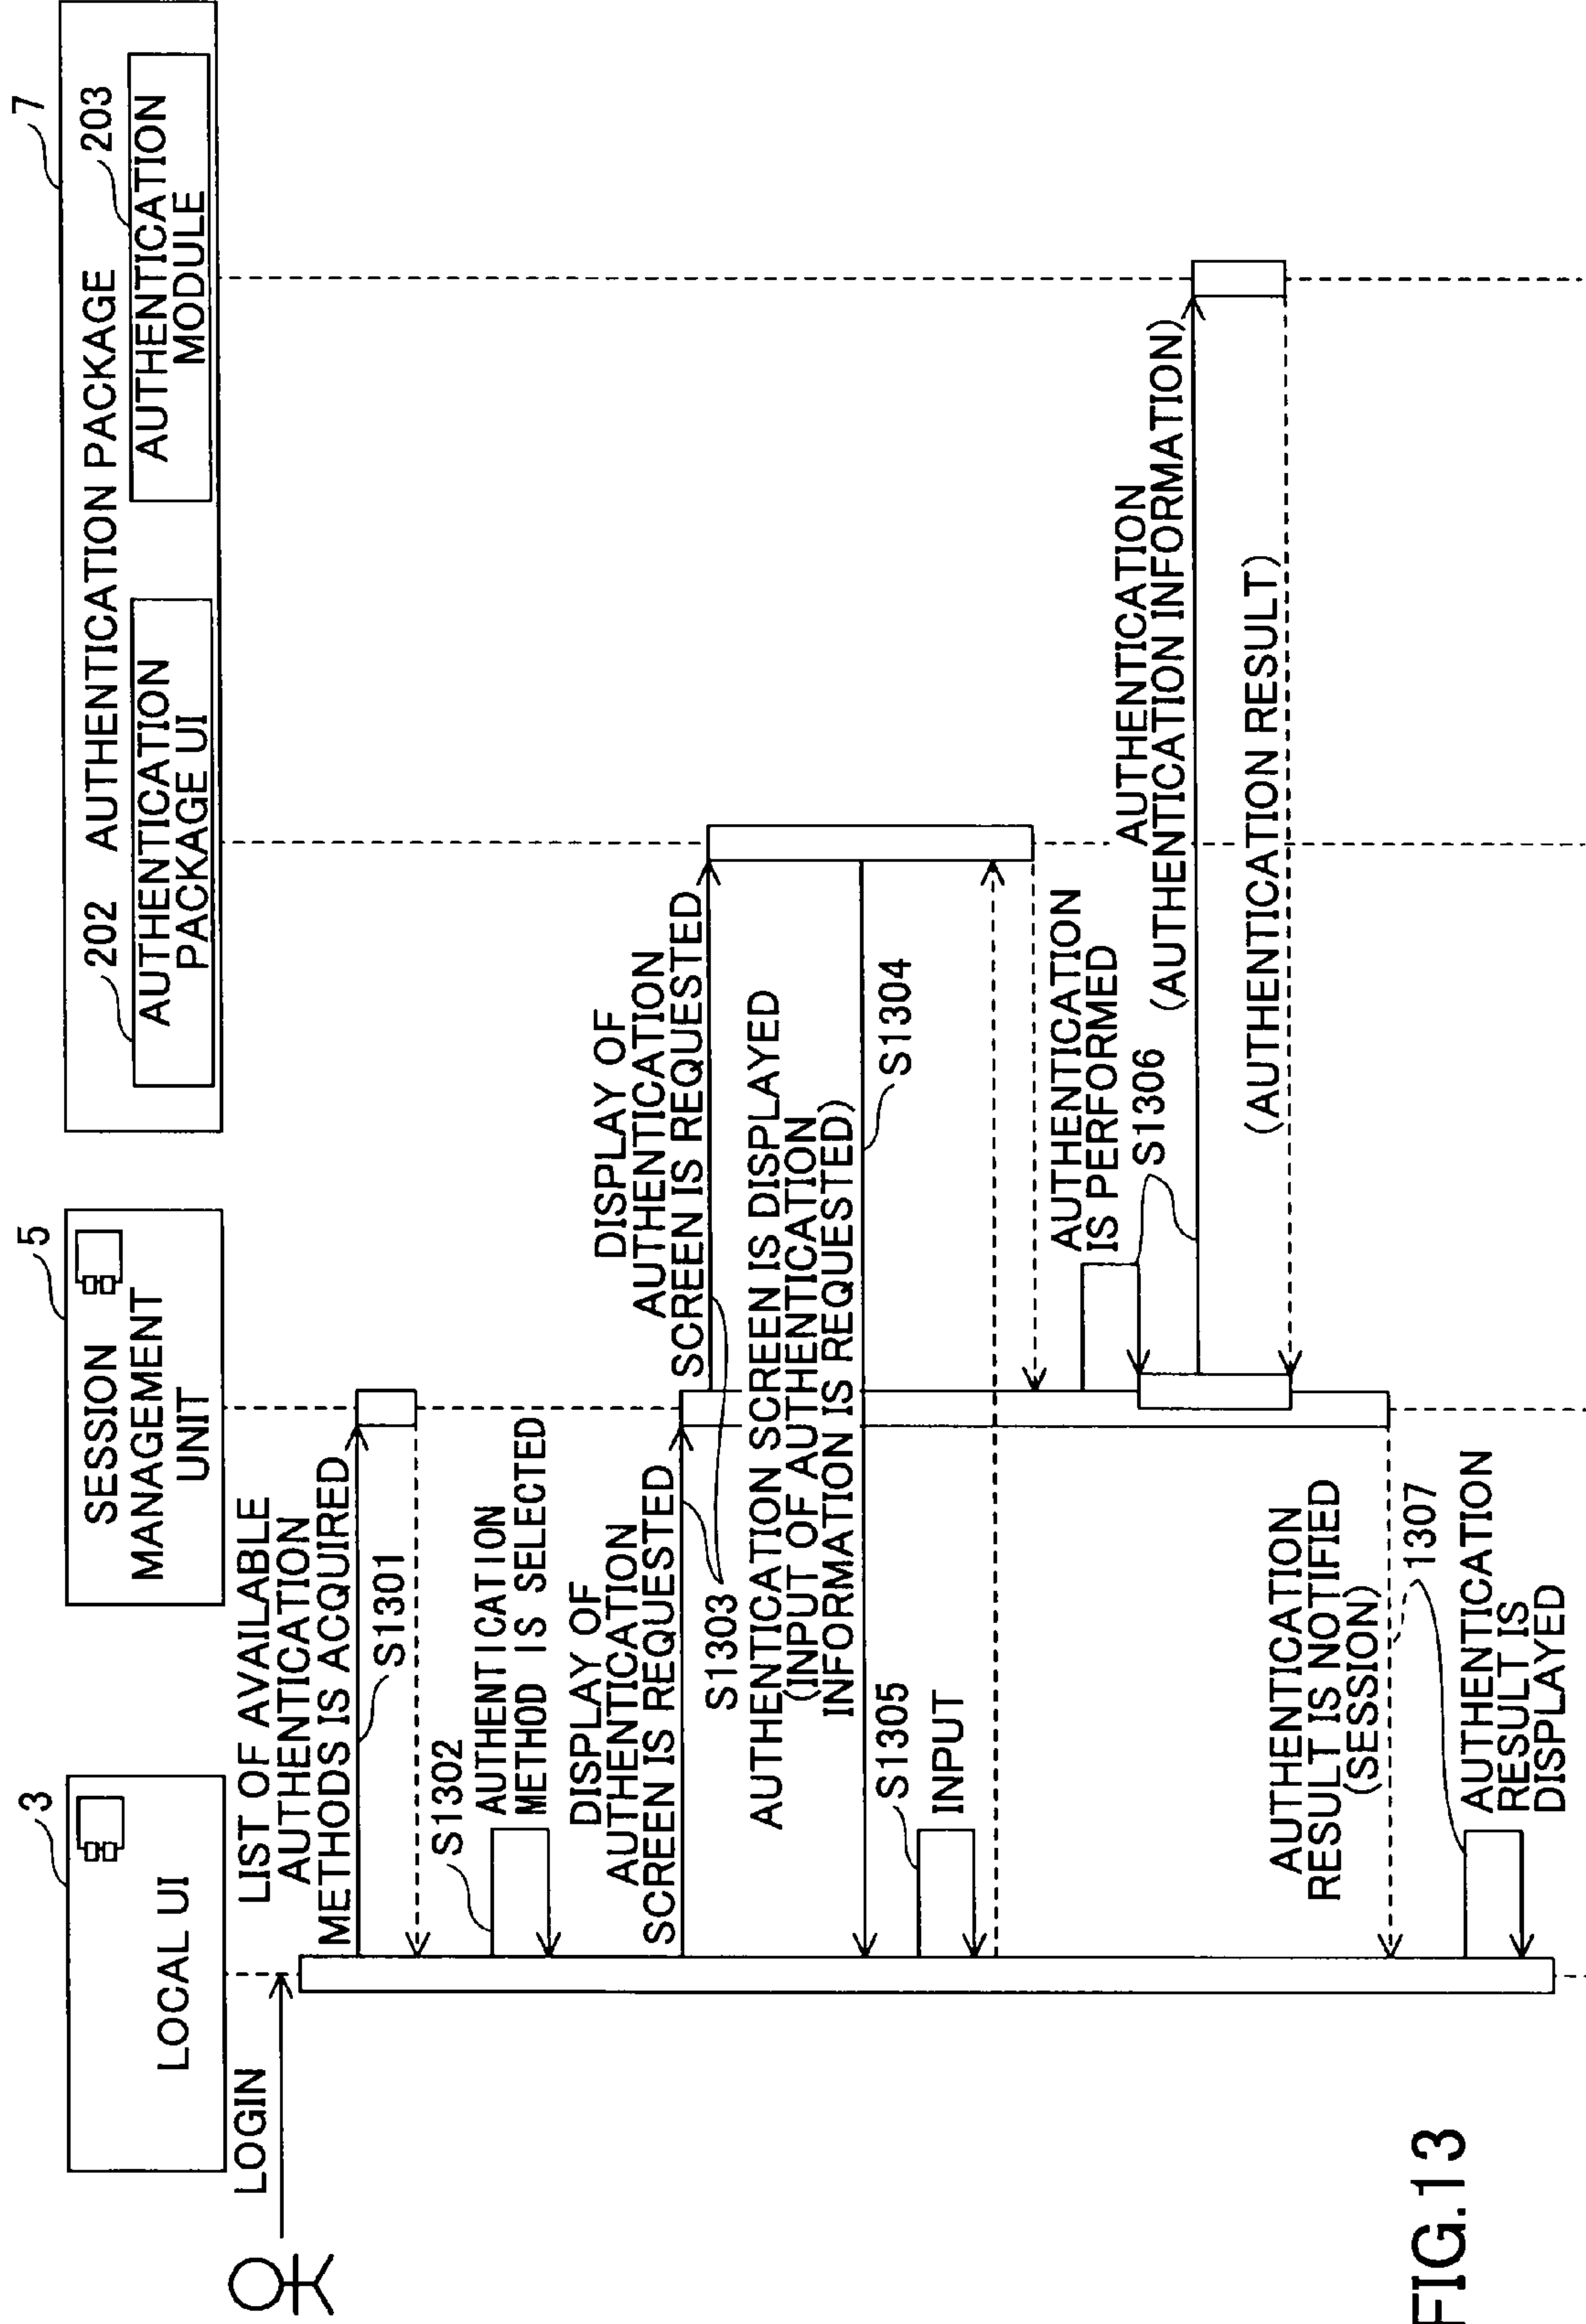 3
LOCAL UI
5
SESSION
MANAGEMENT
UNIT
7
AUTHENTICATION PACKAGE
202
AUTHENTICATION
PACKAGE UI
203
AUTHENTICATION
MODULE
LOGIN
LIST OF AVAILABLE
AUTHENTICATION
METHODS IS ACQUIRED
S1301
S1302
AUTHENTICATION
METHOD IS SELECTED
DISPLAY OF
AUTHENTICATION
SCREEN IS REQUESTED
S1303
DISPLAY OF
AUTHENTICATION
SCREEN IS REQUESTED
AUTHENTICATION SCREEN IS DISPLAYED
(INPUT OF AUTHENTICATION
INFORMATION IS REQUESTED)
S1304
S1305
INPUT
AUTHENTICATION
IS PERFORMED
S1306
AUTHENTICATION
(AUTHENTICATION INFORMATION)
(AUTHENTICATION RESULT)
AUTHENTICATION
RESULT IS NOTIFIED
(SESSION)
1307
AUTHENTICATION
RESULT IS
DISPLAYED
FIG.13